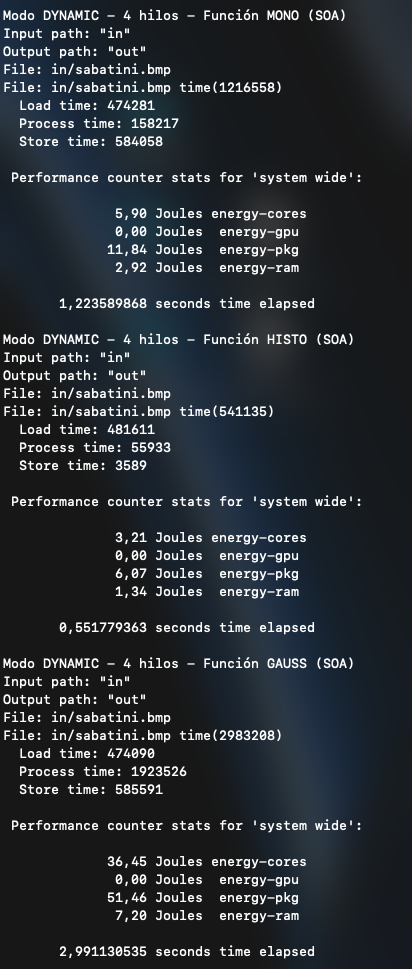 Modo DYNAMIC – 4 hilos – Función MONO (SOA)
Input path: "in"
Output path: "out"
File: in/sabatini.bmp
File: in/sabatini.bmp time(1216558)
  Load time: 474281
  Process time: 158217
  Store time: 584058

 Performance counter stats for 'system wide':

              5,90 Joules energy-cores
              0,00 Joules  energy-gpu
             11,84 Joules  energy-pkg
              2,92 Joules  energy-ram

       1,223589868 seconds time elapsed

Modo DYNAMIC – 4 hilos – Función HISTO (SOA)
Input path: "in"
Output path: "out"
File: in/sabatini.bmp
File: in/sabatini.bmp time(541135)
  Load time: 481611
  Process time: 55933
  Store time: 3589

 Performance counter stats for 'system wide':

              3,21 Joules energy-cores
              0,00 Joules  energy-gpu
              6,07 Joules  energy-pkg
              1,34 Joules  energy-ram

       0,551779363 seconds time elapsed

Modo DYNAMIC – 4 hilos – Función GAUSS (SOA)
Input path: "in"
Output path: "out"
File: in/sabatini.bmp
File: in/sabatini.bmp time(2983208)
  Load time: 474090
  Process time: 1923526
  Store time: 585591

 Performance counter stats for 'system wide':

             36,45 Joules energy-cores
              0,00 Joules  energy-gpu
             51,46 Joules  energy-pkg
              7,20 Joules  energy-ram

       2,991130535 seconds time elapsed